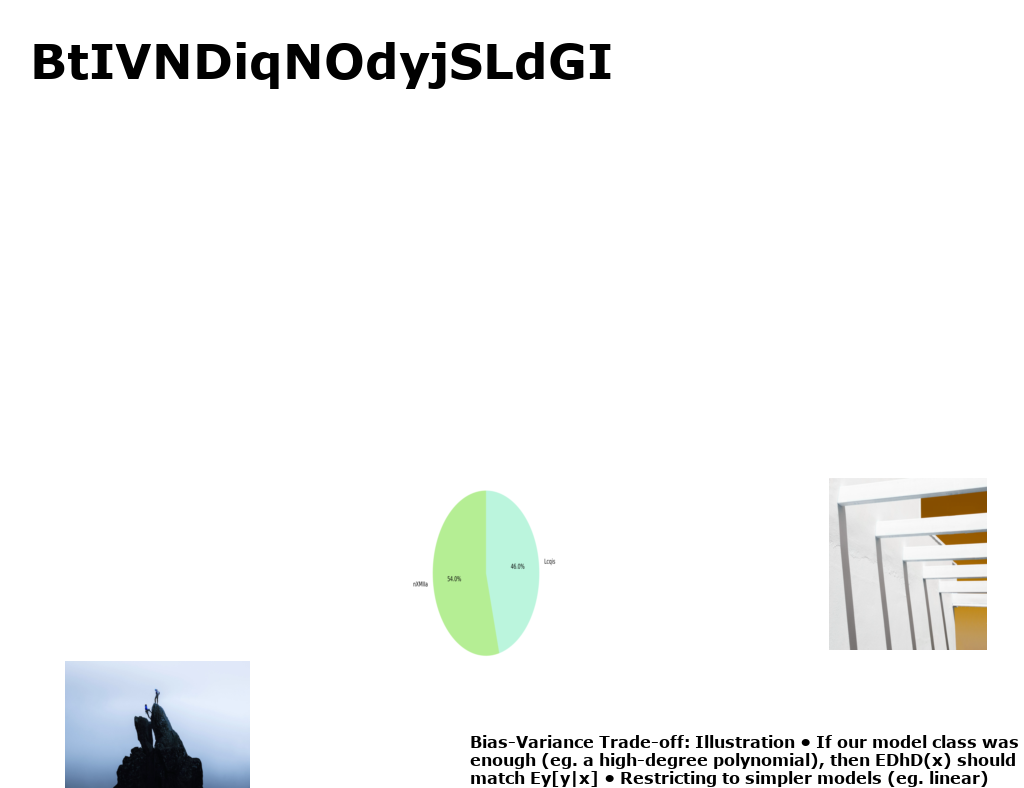 BtIVNDiqNOdyjSLdGI
46.0%
Lcqis
54.0%
Bias-Variance Trade-off: Illustration • If our model class was
enough (eg. a high-degree polynomial), then EDhD(x) should
match Ey[y|x] • Restricting to simpler models (eg. linear)